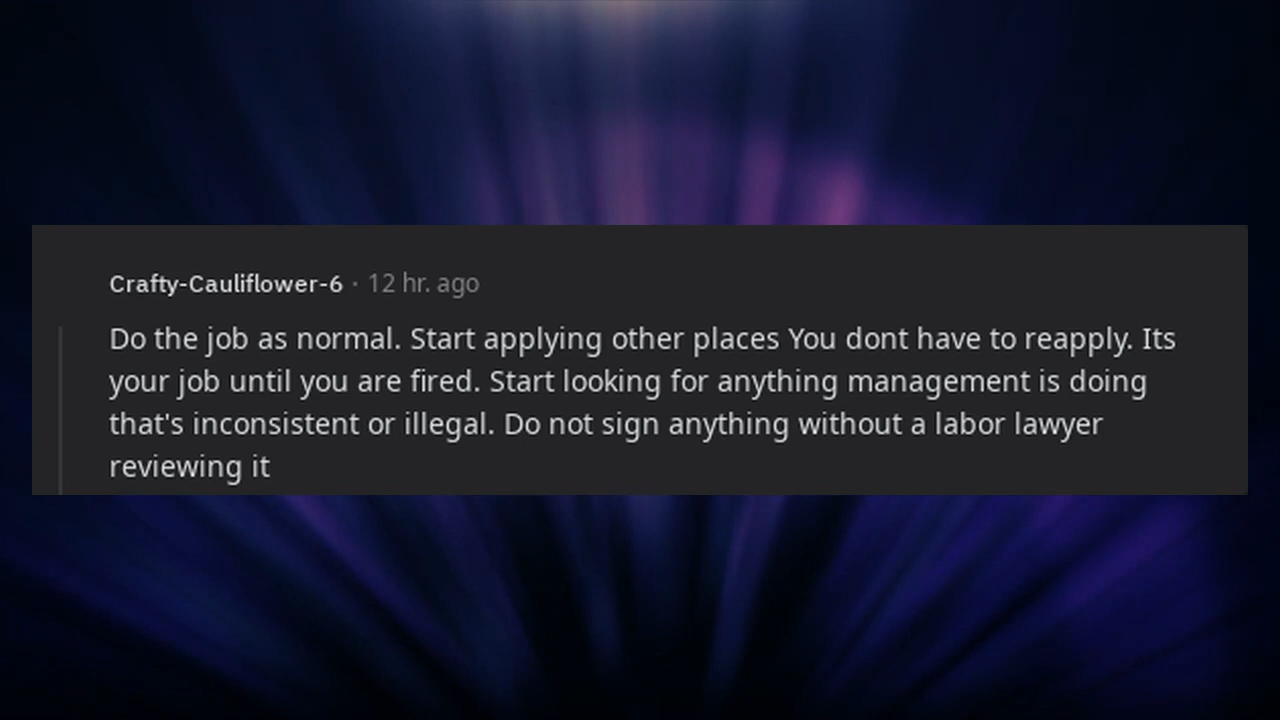 Crafty-Cauliflower-6 · 12 hr. ago
Do the job as normal. Start applying other places You dont have to reapply. Its
your job until you are fired. Start looking for anything management is doing
that's inconsistent or illegal. Do not sign anything without a labor lawyer
reviewing it